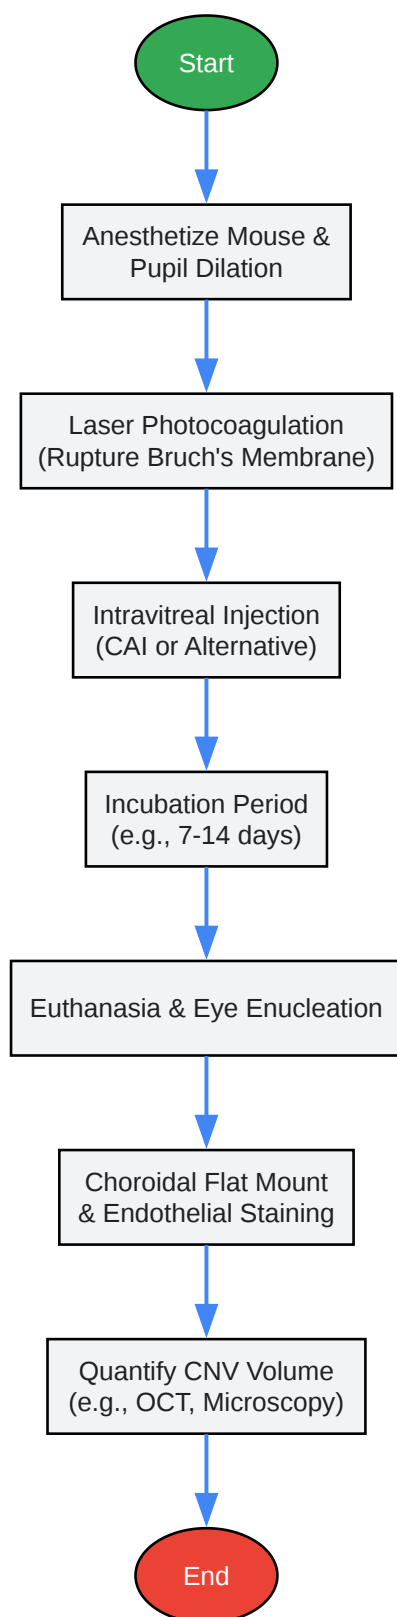 Start
Anesthetize Mouse &
Pupil Dilation
Laser Photocoagulation
(Rupture Bruch's Membrane)
Intravitreal Injection
(CAI or Alternative)
Incubation Period
(e.g., 7-14 days)
Euthanasia & Eye Enucleation
Choroidal Flat Mount
& Endothelial Staining
Quantify CNV Volume
(e.g., OCT, Microscopy)
End